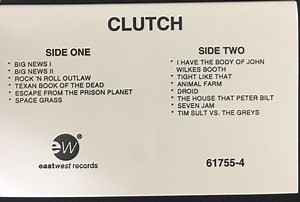 CLUTCH
SIDE ONE
* BIG NEWS I
* BIG NEWS II
* ROCK 'N ROLL OUTLAW
* TEXAN BOOK OF THE DEAD
* ESCAPE FROM THE PRISON PLANET
* SPACE GRASS
SIDE TWO
* I HAVE THE BODY OF JOHN
WILKES BOOTH
* TIGHT LIKE THAT
* ANIMAL FARM
* DROID
* THE HOUSE THAT PETER BILT
* SEVEN JAM
* TIM SULT VS. THE GREYS
ew
eastwest records
61755-4